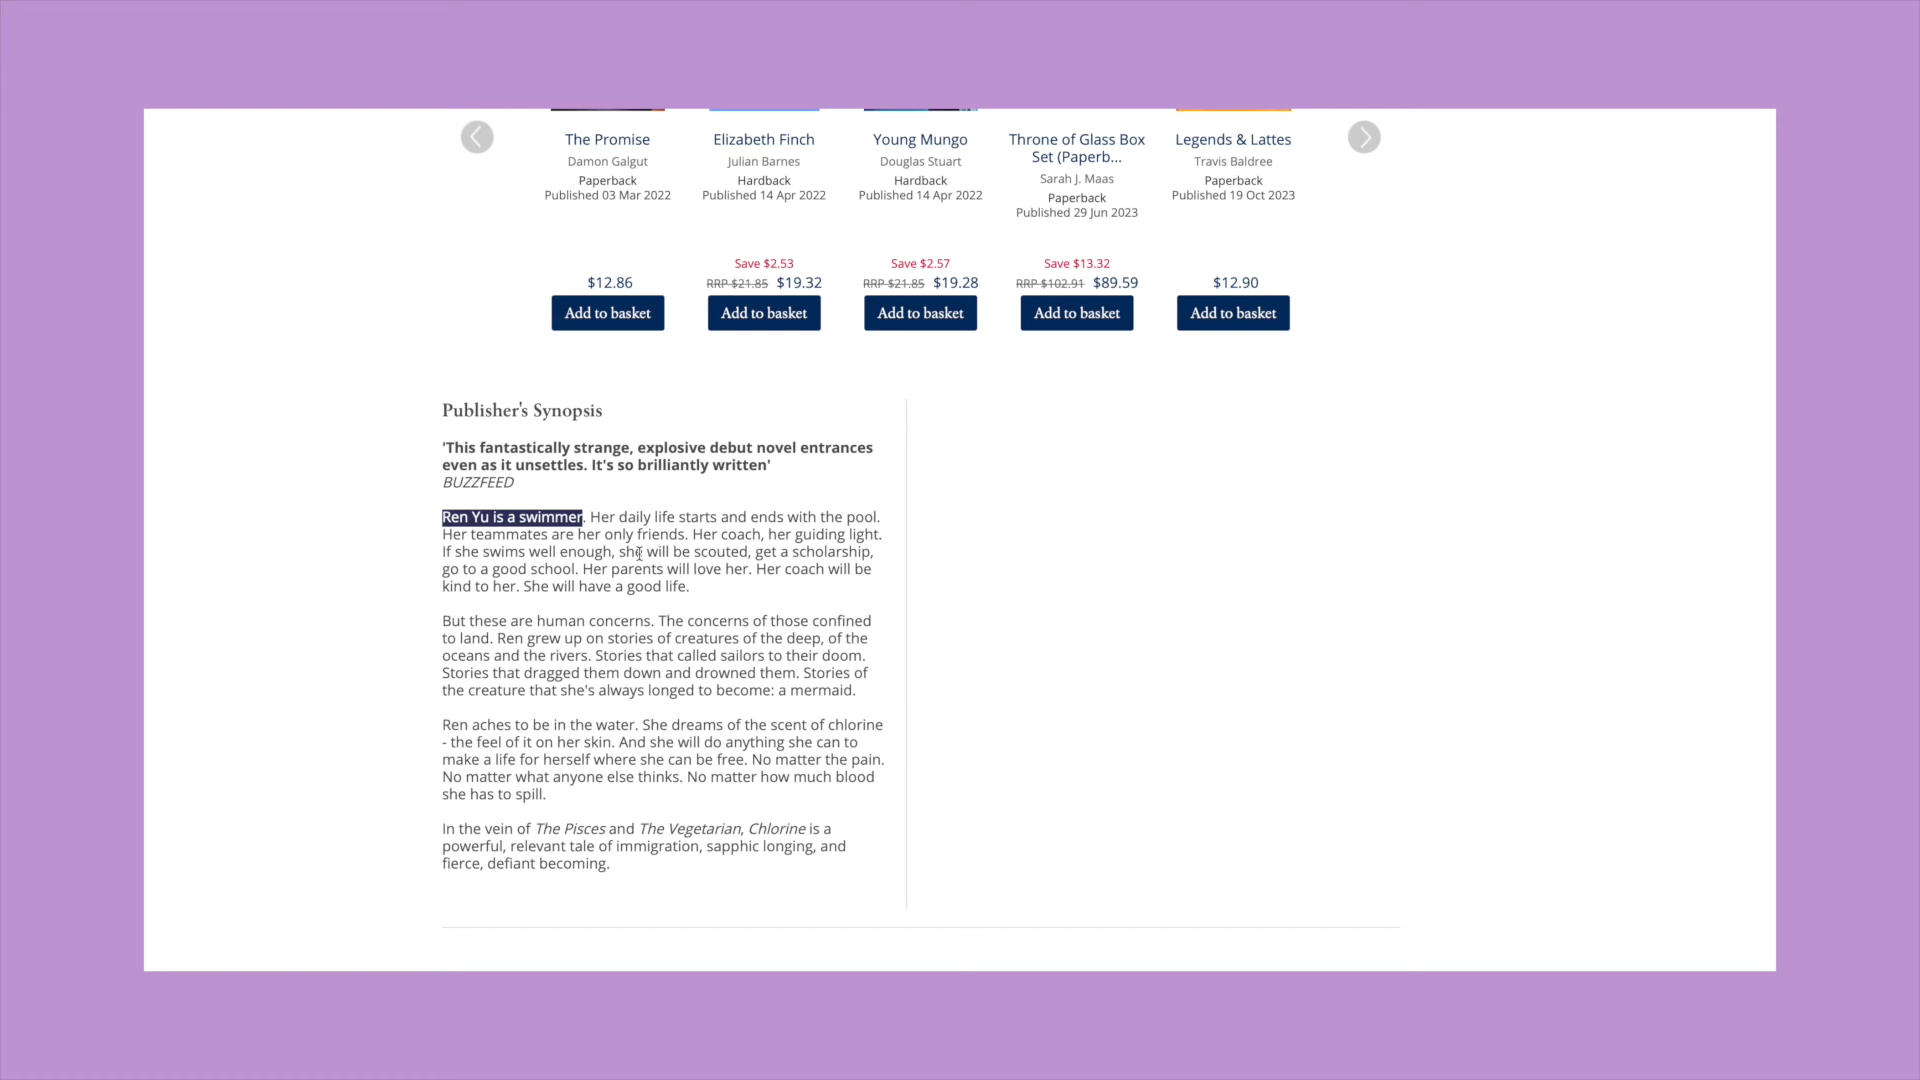 The Promise
Damon Galgut
Paperback
Published 03 Mar 2022
$12.86
Add to basket
Elizabeth Finch
Julian Barnes
Hardback
Published 14 Apr 2022
Save $2.53
RRP $21.85 $19.32
Add to basket
Young Mungo
Douglas Stuart
Hardback
Published 14 Apr 2022
Save $2.57
RRP $21.85 $19.28
Add to basket
Throne of Glass Box
Set (Paperb...
Sarah J. Maas
Paperback
Published 29 Jun 2023
Save $13.32
RRP $102.91 $89.59
Add to basket
Legends & Lattes
Travis Baldree
Paperback
Published 19 Oct 2023
$12.90
Add to basket
Publisher's Synopsis
'This fantastically strange, explosive debut novel entrances
even as it unsettles. It's so brilliantly written'
BUZZFEED
Ren Yu is a swimmer. Her daily life starts and ends with the pool.
Her teammates are her only friends. Her coach, her guiding light.
If she swims well enough, she will be scouted, get a scholarship,
go to a good school. Her parents will love her. Her coach will be
kind to her. She will have a good life.
But these are human concerns. The concerns of those confined
to land. Ren grew up on stories of creatures of the deep, of the
oceans and the rivers. Stories that called sailors to their doom.
Stories that dragged them down and drowned them. Stories of
the creature that she's always longed to become: a mermaid.
Ren aches to be in the water. She dreams of the scent of chlorine
- the feel of it on her skin. And she will do anything she can to
make a life for herself where she can be free. No matter the pain.
No matter what anyone else thinks. No matter how much blood
she has to spill.
In the vein of The Pisces and The Vegetarian, Chlorine is a
powerful, relevant tale of immigration, sapphic longing, and
fierce, defiant becoming.